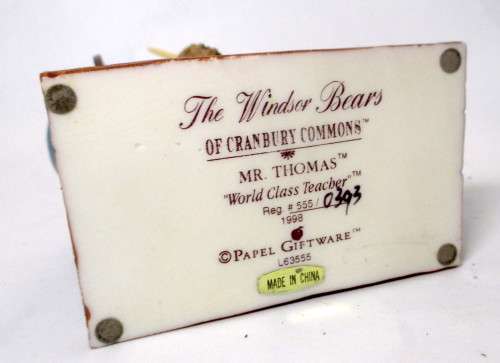 The Windsor Bears
OF CRANBURY COMMONS™
MR. THOMAS™
"World Class Teacher"™
Reg. # 555 / 0393
1998
©PAPEL GIFTWARE™
L63555
MADE IN CHINA